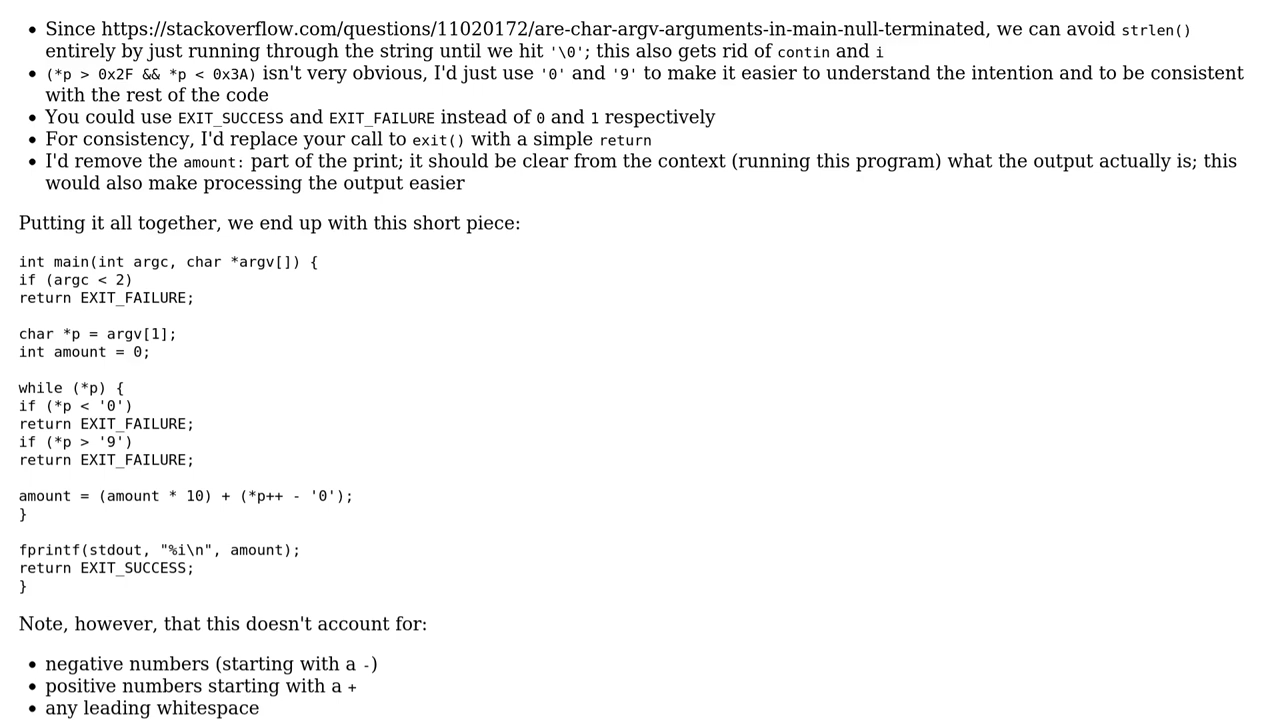 • Since https://stackoverflow.com/questions/11020172/are-char-argv-arguments-in-main-null-terminated, we can avoid strlen()
entirely by just running through the string until we hit '\0'; this also gets rid of contin and i
• (*p > 0x2F && *p < 0x3A) isn't very obvious, I'd just use '0' and '9' to make it easier to understand the intention and to be consistent
with the rest of the code
• You could use EXIT_SUCCESS and EXIT_FAILURE instead of 0 and 1 respectively
• For consistency, I'd replace your call to exit() with a simple return
• I'd remove the amount: part of the print; it should be clear from the context (running this program) what the output actually is; this
would also make processing the output easier
Putting it all together, we end up with this short piece:
int main(int argc, char *argv[]) {
if (argc < 2)
return EXIT_FAILURE;
char *p = argv[1];
int amount = 0;
while (*p) {
if (*p < '0')
return EXIT_FAILURE;
if (*p > '9')
return EXIT_FAILURE;
amount = (amount * 10) + (*p++ - '0');
}
fprintf(stdout, "%i\n", amount);
return EXIT_SUCCESS;
}
Note, however, that this doesn't account for:
• negative numbers (starting with a -)
• positive numbers starting with a +
• any leading whitespace